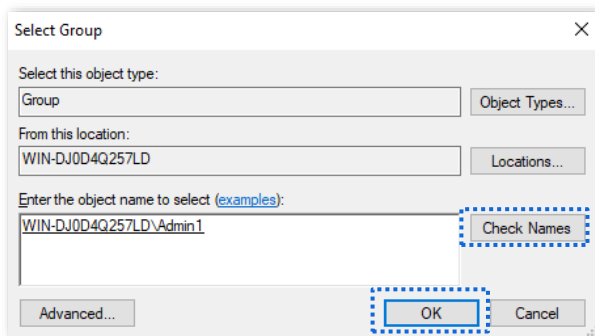 Select Group
Select this object type:
Group
Object Types...
From this location:
WIN-DJ0D4Q257LD
Locations...
Enter the object name to select (examples):
WIN-DJ0D4Q257LD\Admin1
Check Names
Advanced...
OK
Cancel